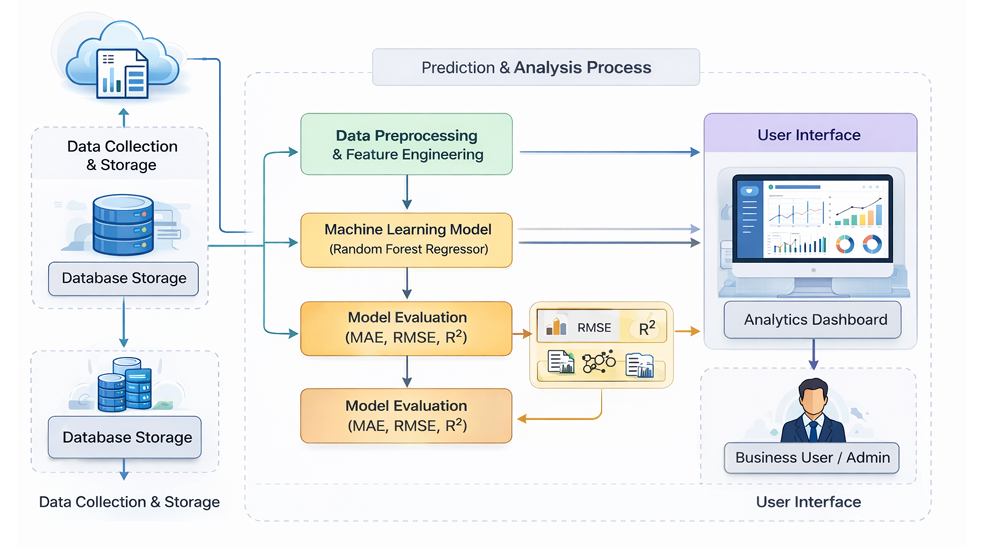 Prediction & Analysis Process
Data Collection
& Storage
Database Storage
Database Storage
Data Collection & Storage
Data Preprocessing
& Feature Engineering
Machine Learning Model
(Random Forest Regressor)
Model Evaluation
(MAE, RMSE, R²)
RMSE
R²
Model Evaluation
(MAE, RMSE, R²)
User Interface
Analytics Dashboard
Business User / Admin
User Interface